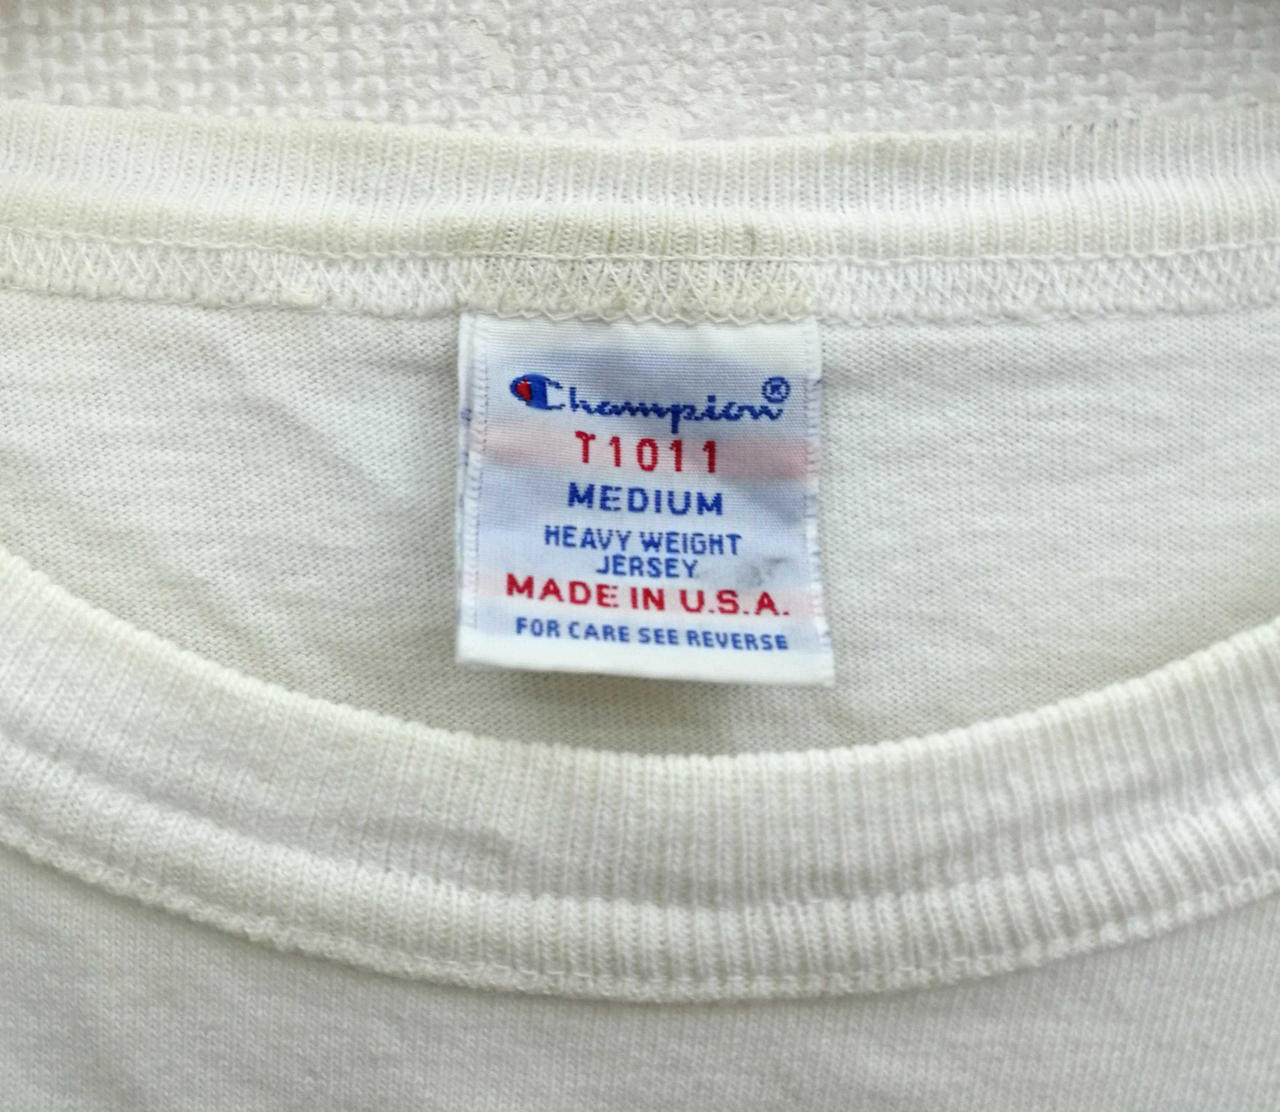 Champion®
T1011
MEDIUM
HEAVY WEIGHT
JERSEY
MADE IN U.S.A.
FOR CARE SEE REVERSE